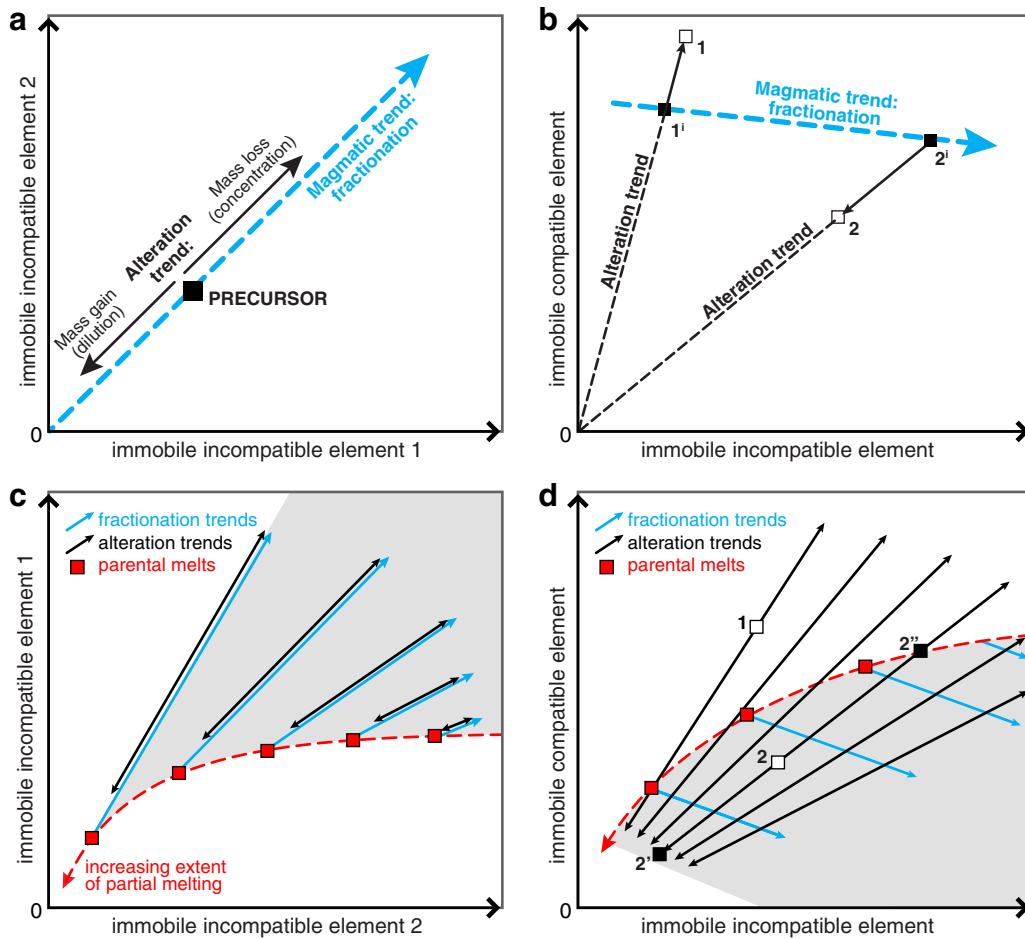 a
immobile incompatible element 2
Mass loss
(concentration)
Magmatic trend:
fractionation
Alteration
trend:
Mass gain
(dilution)
PRECURSOR
0
immobile incompatible element 1
b
immobile compatible element
1
Magmatic trend:
fractionation
1i
2i
2
Alteration trend
Alteration trend
0
immobile incompatible element
c
immobile incompatible element 1
fractionation trends
alteration trends
parental melts
increasing extent
of partial melting
0
immobile incompatible element 2
d
immobile compatible element
fractionation trends
alteration trends
parental melts
1
2''
2
2'
0
immobile incompatible element